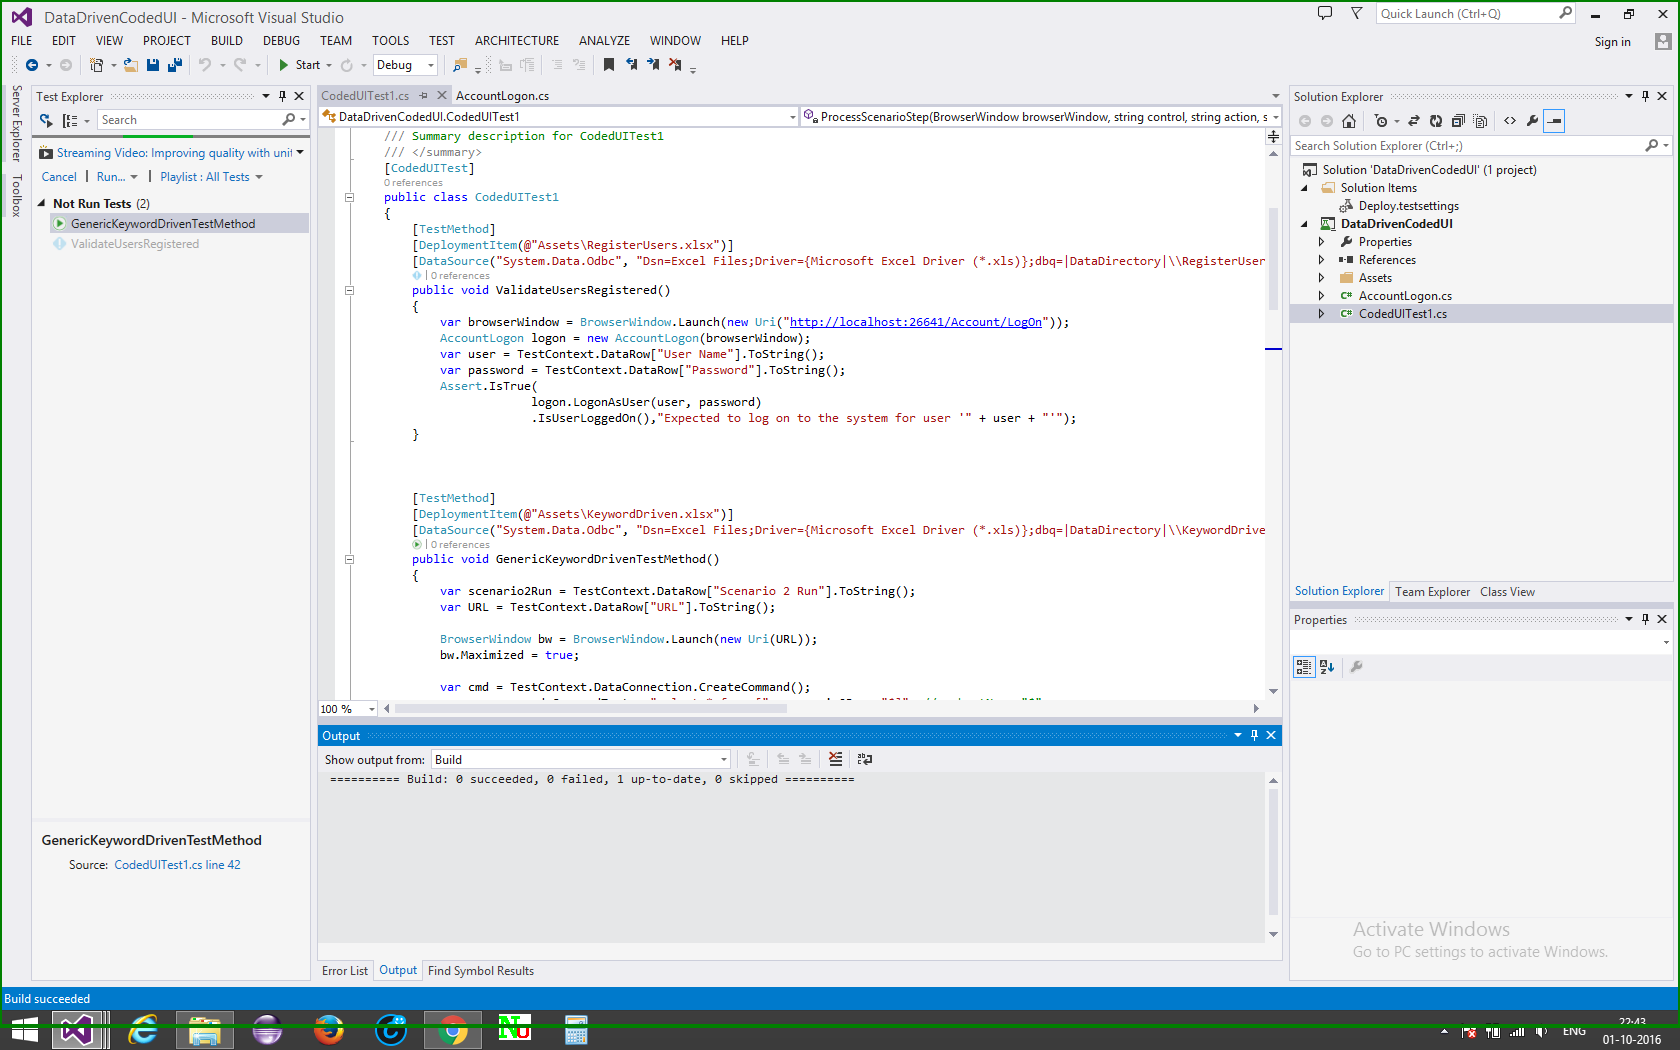 DataDrivenCodedUI - Microsoft Visual Studio
Quick Launch (Ctrl+Q)
FILE EDIT VIEW PROJECT BUILD DEBUG TEAM TOOLS TEST ARCHITECTURE ANALYZE WINDOW HELP
Sign in
Start Debug
Server Explorer
Toolbox
Test Explorer
Search
Streaming Video: Improving quality with unit
Cancel | Run... | Playlist : All Tests
Not Run Tests (2)
GenericKeywordDrivenTestMethod
ValidateUsersRegistered
GenericKeywordDrivenTestMethod
Source: CodedUITest1.cs line 42
CodedUITest1.cs AccountLogon.cs
DataDrivenCodedUI.CodedUITest1
ProcessScenarioStep(BrowserWindow browserWindow, string control, string action, s
/// Summary description for CodedUITest1
/// </summary>
[CodedUITest]
0 references
public class CodedUITest1
{
[TestMethod]
[DeploymentItem(@"Assets\RegisterUsers.xlsx")]
[DataSource("System.Data.Odbc", "Dsn=Excel Files;Driver={Microsoft Excel Driver (*.xls)};dbq=|DataDirectory|\\RegisterUser
| 0 references
public void ValidateUsersRegistered()
{
var browserWindow = BrowserWindow.Launch(new Uri("http://localhost:26641/Account/LogOn"));
AccountLogon logon = new AccountLogon(browserWindow);
var user = TestContext.DataRow["User Name"].ToString();
var password = TestContext.DataRow["Password"].ToString();
Assert.IsTrue(
logon.LogonAsUser(user, password)
.IsUserLoggedOn(),"Expected to log on to the system for user '" + user + "'");
}
[TestMethod]
[DeploymentItem(@"Assets\KeywordDriven.xlsx")]
[DataSource("System.Data.Odbc", "Dsn=Excel Files;Driver={Microsoft Excel Driver (*.xls)};dbq=|DataDirectory|\\KeywordDrive
| 0 references
public void GenericKeywordDrivenTestMethod()
{
var scenario2Run = TestContext.DataRow["Scenario 2 Run"].ToString();
var URL = TestContext.DataRow["URL"].ToString();
BrowserWindow bw = BrowserWindow.Launch(new Uri(URL));
bw.Maximized = true;
var cmd = TestContext.DataConnection.CreateCommand();
100 %
Output
Show output from: Build
========== Build: 0 succeeded, 0 failed, 1 up-to-date, 0 skipped ==========
Error List Output Find Symbol Results
Solution Explorer
Search Solution Explorer (Ctrl+;)
Solution 'DataDrivenCodedUI' (1 project)
Solution Items
Deploy.testsettings
DataDrivenCodedUI
Properties
References
Assets
AccountLogon.cs
CodedUITest1.cs
Solution Explorer Team Explorer Class View
Properties
Activate Windows
Go to PC settings to activate Windows.
Build succeeded
ENG
22:43
01-10-2016